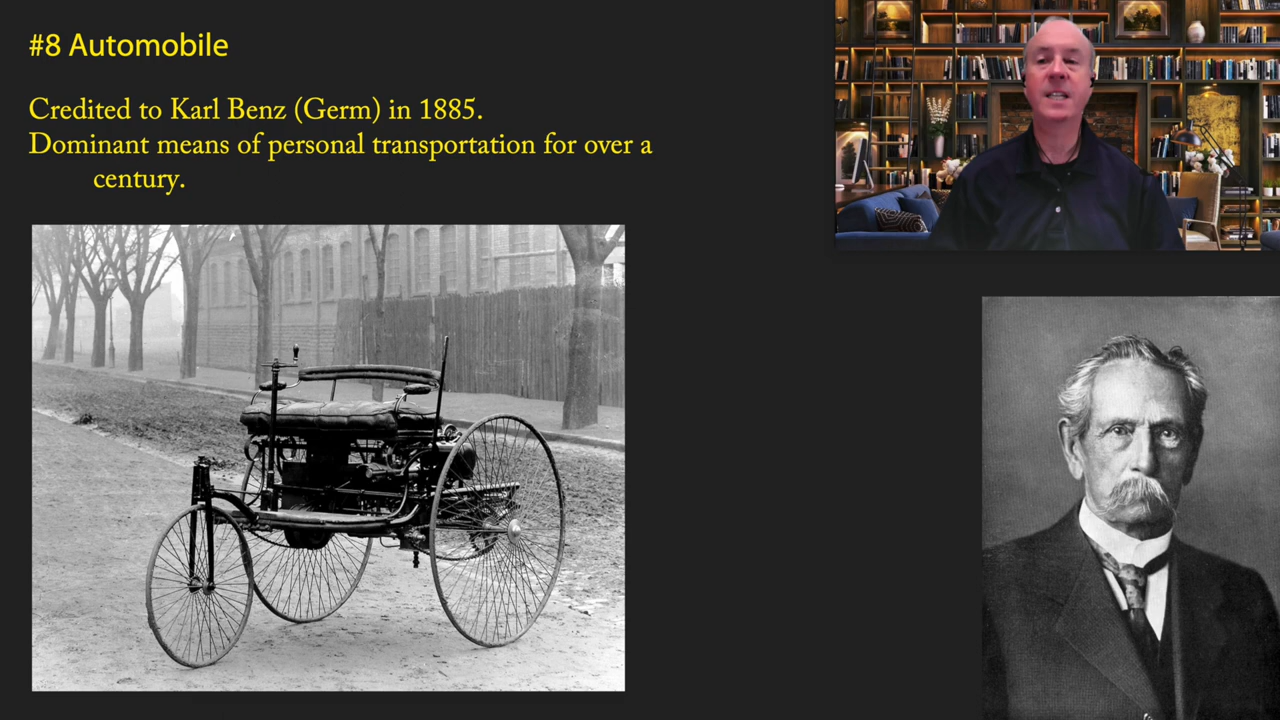 #8 Automobile
Credited to Karl Benz (Germ) in 1885.
Dominant means of personal transportation for over a
century.